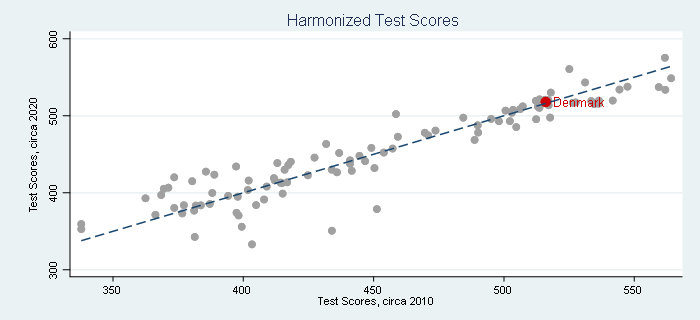 Harmonized Test Scores
600
500
400
300
Test Scores, circa 2020
Denmark
350
400
450
500
550
Test Scores, circa 2010